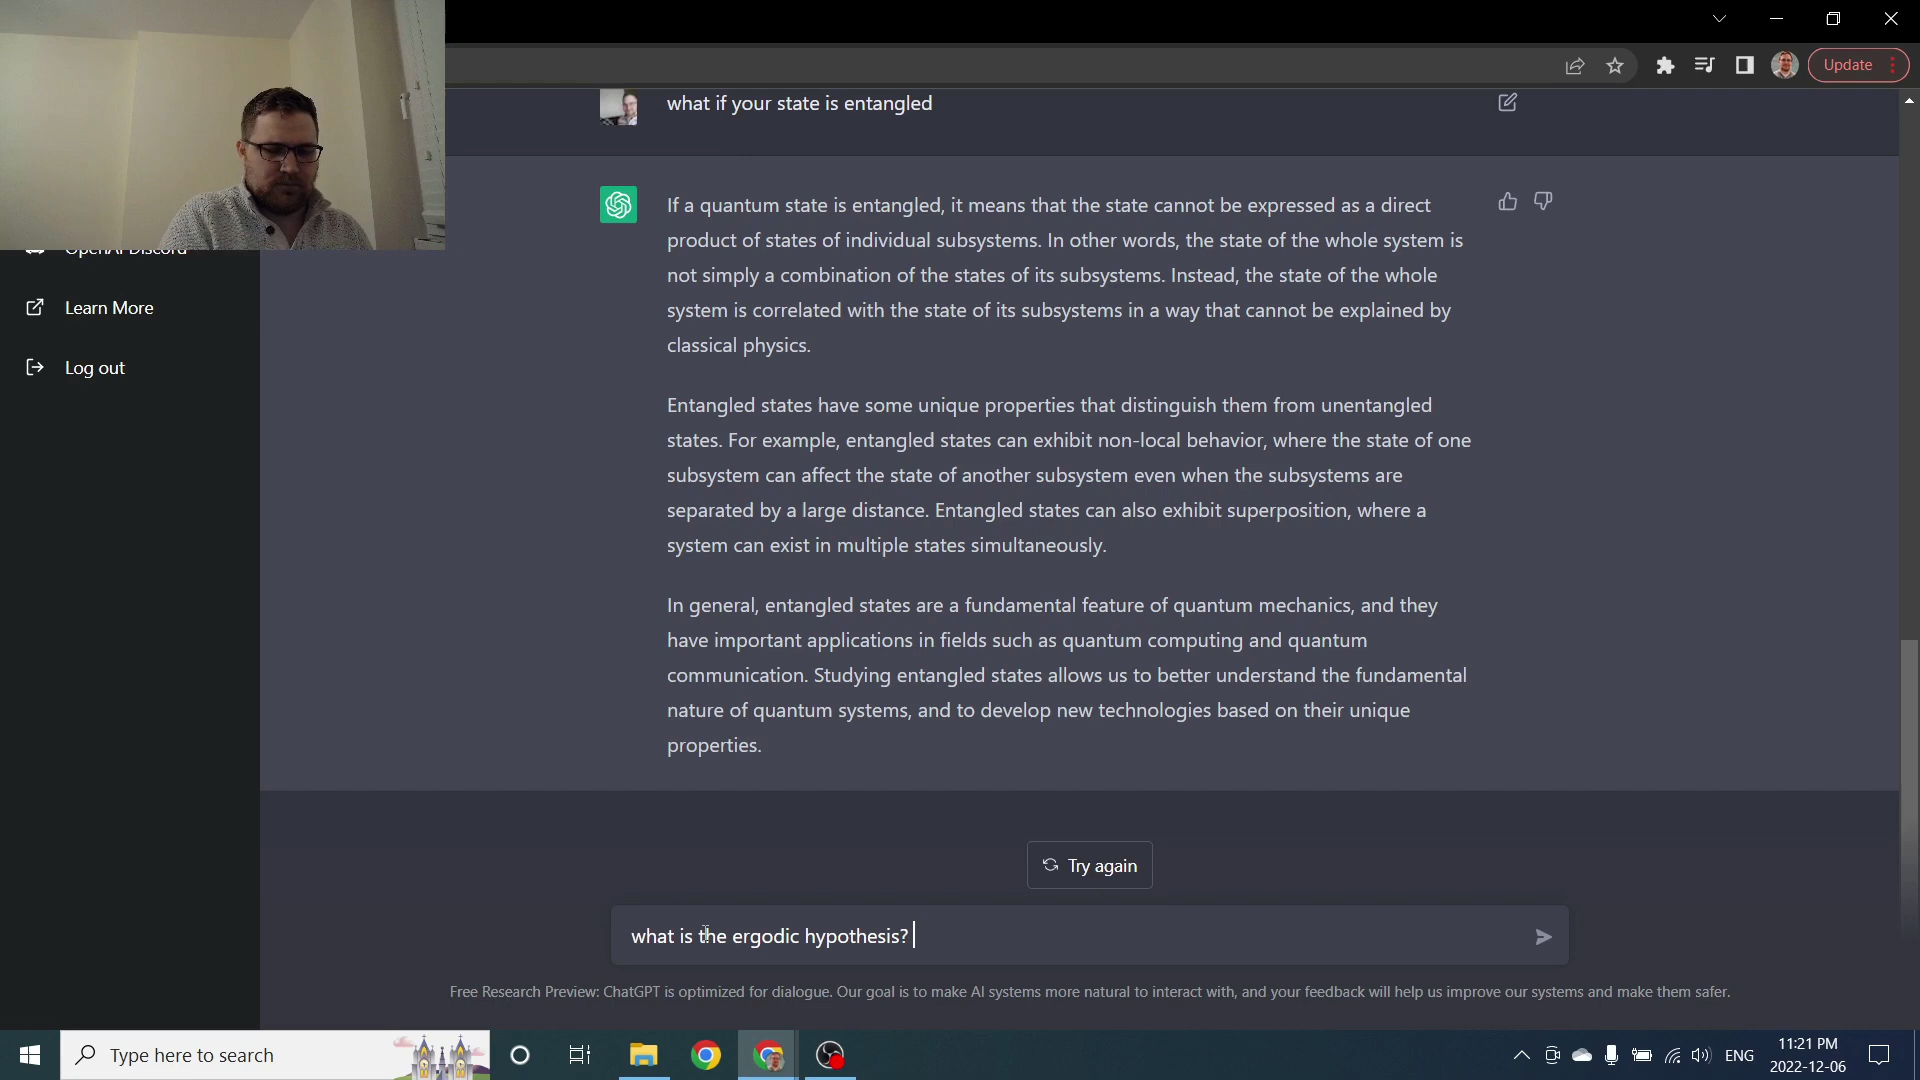 Update
what if your state is entangled
If a quantum state is entangled, it means that the state cannot be expressed as a direct
product of states of individual subsystems. In other words, the state of the whole system is
not simply a combination of the states of its subsystems. Instead, the state of the whole
system is correlated with the state of its subsystems in a way that cannot be explained by
classical physics.
OpenAI Discord
Learn More
Log out
Entangled states have some unique properties that distinguish them from unentangled
states. For example, entangled states can exhibit non-local behavior, where the state of one
subsystem can affect the state of another subsystem even when the subsystems are
separated by a large distance. Entangled states can also exhibit superposition, where a
system can exist in multiple states simultaneously.
In general, entangled states are a fundamental feature of quantum mechanics, and they
have important applications in fields such as quantum computing and quantum
communication. Studying entangled states allows us to better understand the fundamental
nature of quantum systems, and to develop new technologies based on their unique
properties.
Try again
what is the ergodic hypothesis?
Free Research Preview: ChatGPT is optimized for dialogue. Our goal is to make AI systems more natural to interact with, and your feedback will help us improve our systems and make them safer.
Type here to search
ENG
11:21 PM
2022-12-06